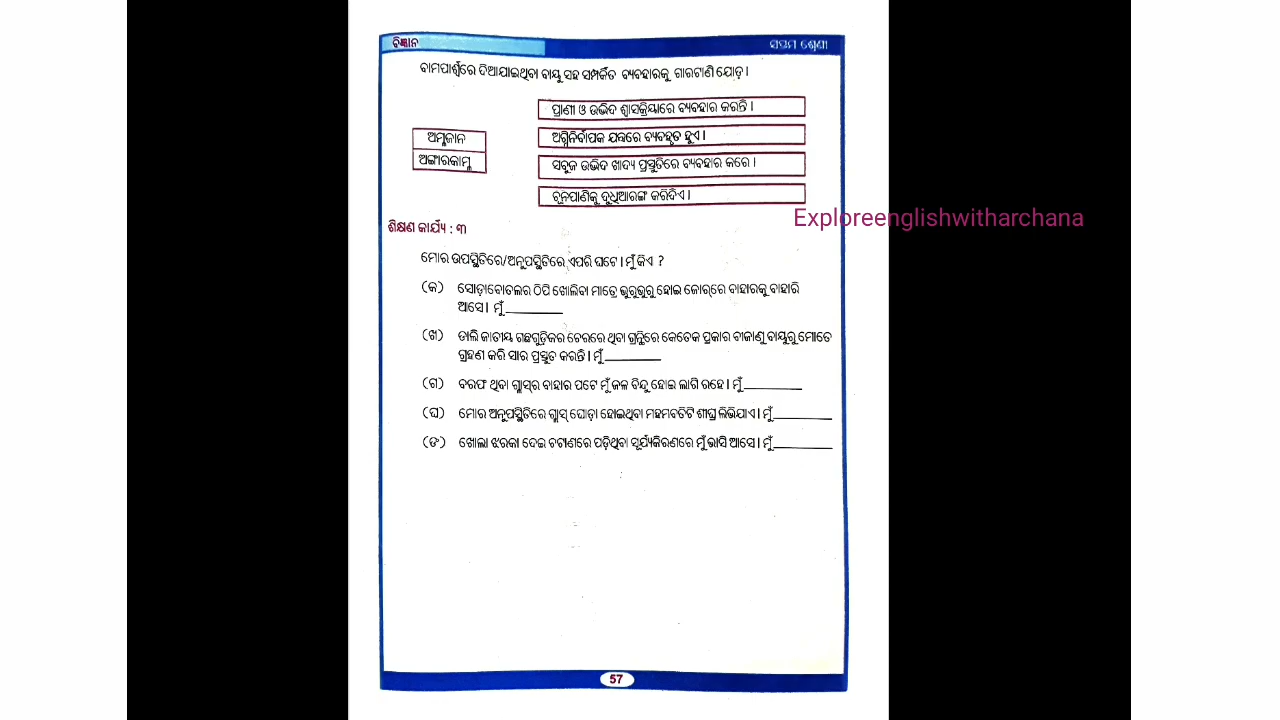 ବିଜ୍ଞାନ
ସପ୍ତମ ଶ୍ରେଣୀ
ବାମପାର୍ଶ୍ୱରେ ଦିଆଯାଇଥିବା ବାୟୁ ସହ ସମ୍ପର୍କିତ ବ୍ୟବହାରକୁ ଗାରଟାଣି ଯୋଡ଼ ।
ପ୍ରାଣୀ ଓ ଉଦ୍ଭିଦ ଶ୍ୱାସକ୍ରିୟାରେ ବ୍ୟବହାର କରନ୍ତି ।
ଅମ୍ଳଜାନ
ଅଗ୍ନିନିର୍ବାପକ ଯନ୍ତ୍ରରେ ବ୍ୟବହୃତ ହୁଏ ।
ଅଙ୍ଗାରକାମ୍ଳ
ସବୁଜ ଉଦ୍ଭିଦ ଖାଦ୍ୟ ପ୍ରସ୍ତୁତିରେ ବ୍ୟବହାର କରେ ।
ଚୂନପାଣିକୁ ଦୁଧିଆରଙ୍ଗ କରିଦିଏ ।
Exploreenglishwitharchana
ଶିକ୍ଷଣ କାର୍ଯ୍ୟ : ୩
ମୋର ଉପସ୍ଥିତିରେ/ଅନୁପସ୍ଥିତିରେ ଏପରି ଘଟେ । ମୁଁ କିଏ ?
(କ) ସୋଡ଼ାବୋତଲର ଠିପି ଖୋଲିବା ମାତ୍ରେ ଭୁରୁଭୁରୁ ହୋଇ ଜୋର୍‌ରେ ବାହାରକୁ ବାହାରି
ଆସେ । ମୁଁ ________
(ଖ) ଡାଲି ଜାତୀୟ ଗଛଗୁଡ଼ିକର ଚେରରେ ଥିବା ଗ୍ରନ୍ଥିରେ କେତେକ ପ୍ରକାର ବୀଜାଣୁ ବାୟୁରୁ ମୋତେ
ଗ୍ରହଣ କରି ସାର ପ୍ରସ୍ତୁତ କରନ୍ତି । ମୁଁ ________
(ଗ) ବରଫ ଥିବା ଗ୍ଲାସ୍‌ର ବାହାର ପଟେ ମୁଁ ଜଳ ବିନ୍ଦୁ ହୋଇ ଲାଗି ରହେ । ମୁଁ ________
(ଘ) ମୋର ଅନୁପସ୍ଥିତିରେ ଗ୍ଲାସ୍ ଘୋଡ଼ା ହୋଇଥିବା ମହମବତିଟି ଶୀଘ୍ର ଲିଭିଯାଏ । ମୁଁ ________
(ଙ) ଖୋଲା ଝରକା ଦେଇ ଚଟାଣରେ ପଡ଼ିଥିବା ସୂର୍ଯ୍ୟକିରଣରେ ମୁଁ ଭାସି ଆସେ । ମୁଁ ________
57